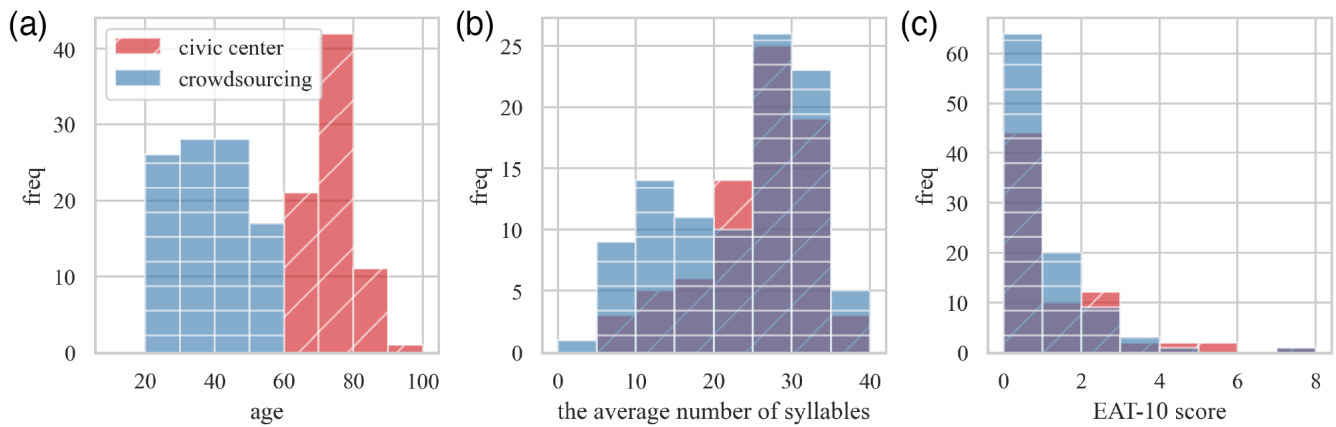 (a)
40
30
20
10
0
freq
civic center
crowdsourcing
20 40 60 80 100
age
(b)
25
20
15
10
5
0
freq
0 10 20 30 40
the average number of syllables
(c)
60
50
40
30
20
10
0
freq
0 2 4 6 8
EAT-10 score